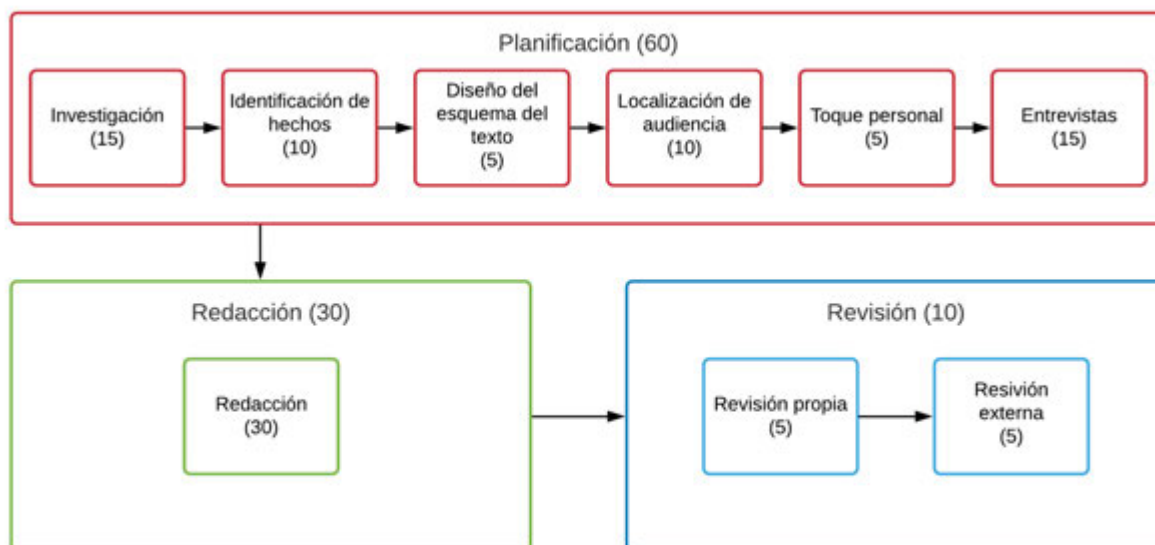 Planificación (60)
Investigación
(15)
Identificación de
hechos
(10)
Diseño del
esquema del
texto
(5)
Localización de
audiencia
(10)
Toque personal
(5)
Entrevistas
(15)
Redacción (30)
Redacción
(30)
Revisión (10)
Revisión propia
(5)
Resivión
externa
(5)